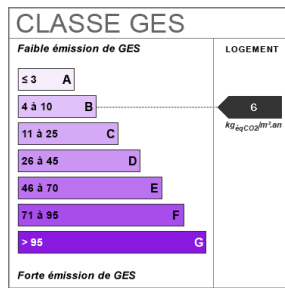 CLASSE GES
Faible émission de GES
LOGEMENT
≤ 3 A
4 à 10 B
6
kgéqCO2/m².an
11 à 25 C
26 à 45 D
46 à 70 E
71 à 95 F
> 95 G
Forte émission de GES